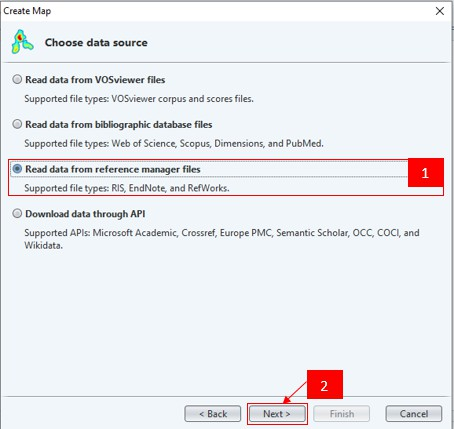 Create Map
Choose data source
Read data from VOSviewer files
Supported file types: VOSviewer corpus and scores files.
Read data from bibliographic database files
Supported file types: Web of Science, Scopus, Dimensions, and PubMed.
Read data from reference manager files
1
Supported file types: RIS, EndNote, and RefWorks.
Download data through API
Supported APIs: Microsoft Academic, Crossref, Europe PMC, Semantic Scholar, OCC, COCI, and
Wikidata.
2
< Back Next > Finish Cancel